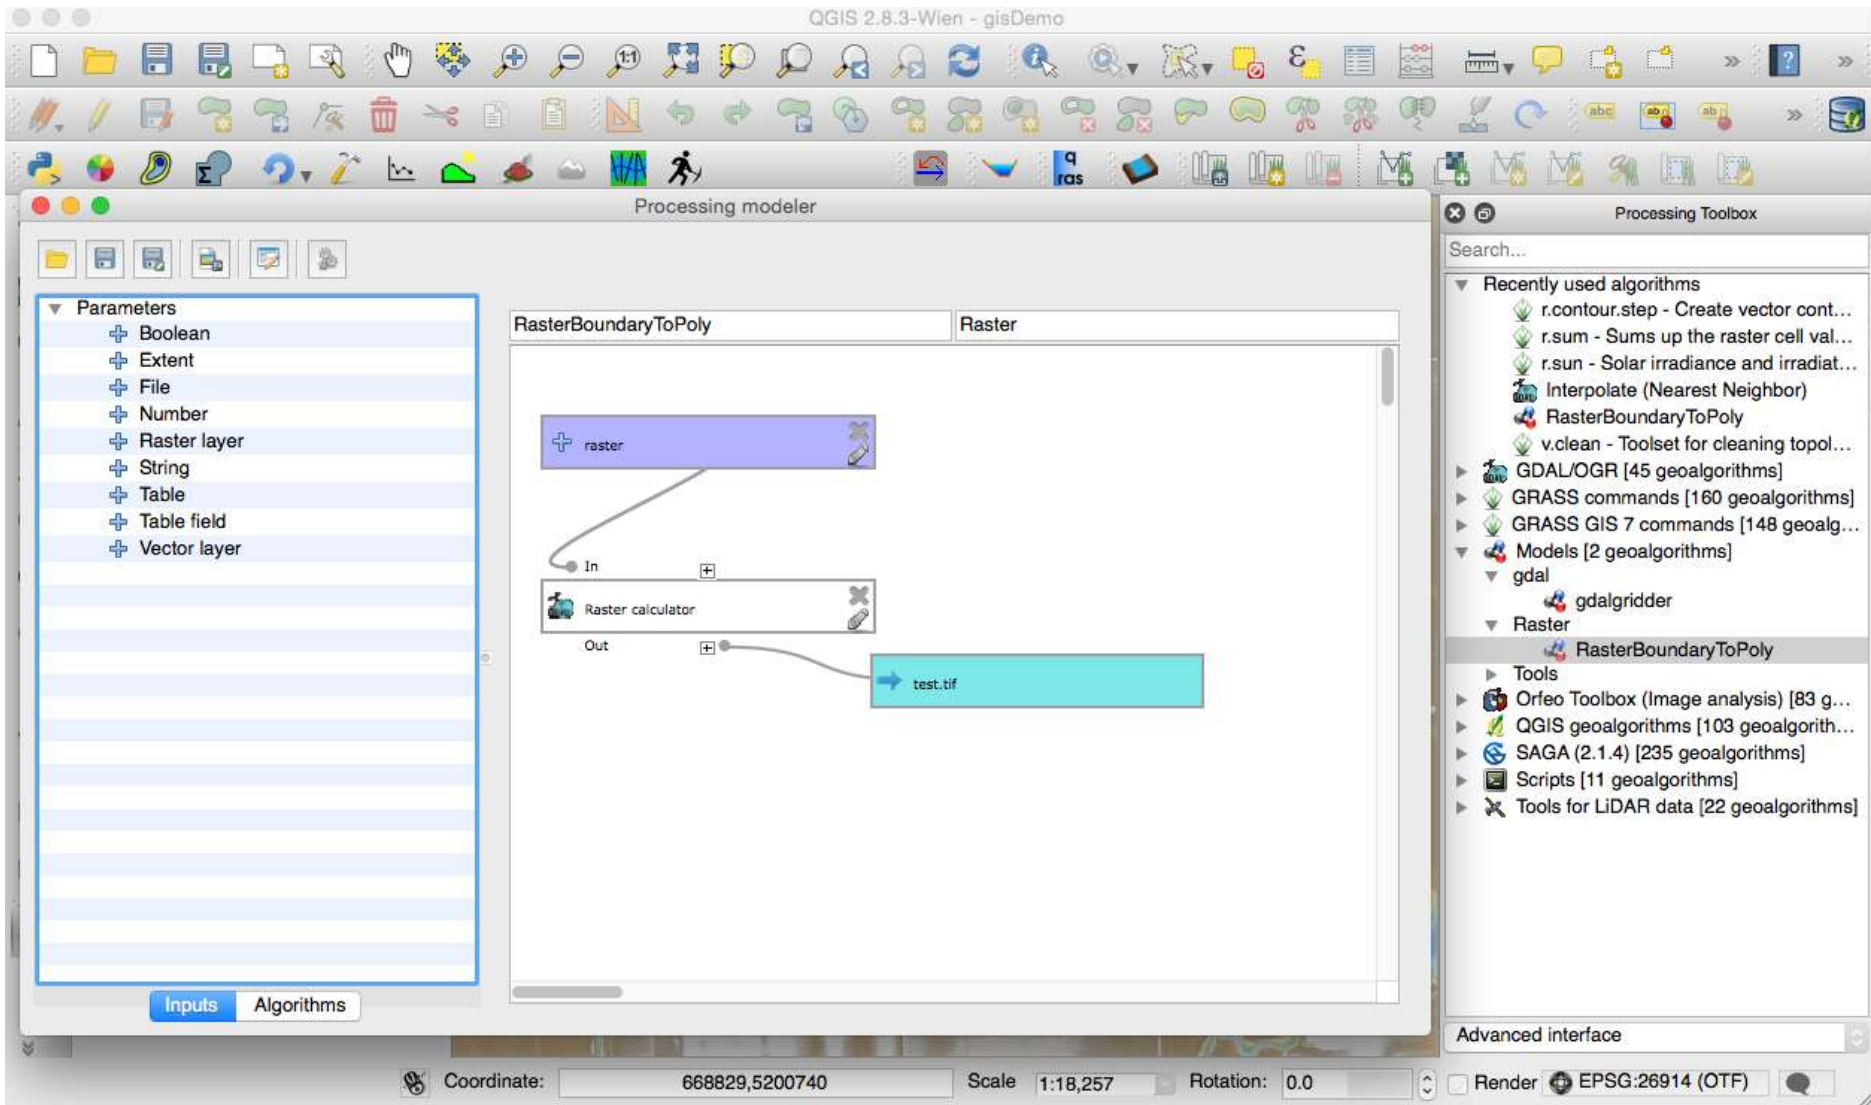 QGIS 2.8.3-Wien - gisDemo
1:1
ε
?
abc
ab
ab
Σ
q
ras
Processing modeler
Processing Toolbox
Search...
Parameters
Boolean
Extent
File
Number
Raster layer
String
Table
Table field
Vector layer
Inputs
Algorithms
RasterBoundaryToPoly
Raster
raster
In
Raster calculator
Out
test.tif
Recently used algorithms
r.contour.step - Create vector cont...
r.sum - Sums up the raster cell val...
r.sun - Solar irradiance and irradiat...
Interpolate (Nearest Neighbor)
RasterBoundaryToPoly
v.clean - Toolset for cleaning topol...
GDAL/OGR [45 geoalgorithms]
GRASS commands [160 geoalgorithms]
GRASS GIS 7 commands [148 geoalg...
Models [2 geoalgorithms]
gdal
gdalgridder
Raster
RasterBoundaryToPoly
Tools
Orfeo Toolbox (Image analysis) [83 g...
QGIS geoalgorithms [103 geoalgorith...
SAGA (2.1.4) [235 geoalgorithms]
Scripts [11 geoalgorithms]
Tools for LiDAR data [22 geoalgorithms]
Advanced interface
Coordinate: 668829,5200740 Scale 1:18,257 Rotation: 0.0 Render EPSG:26914 (OTF)